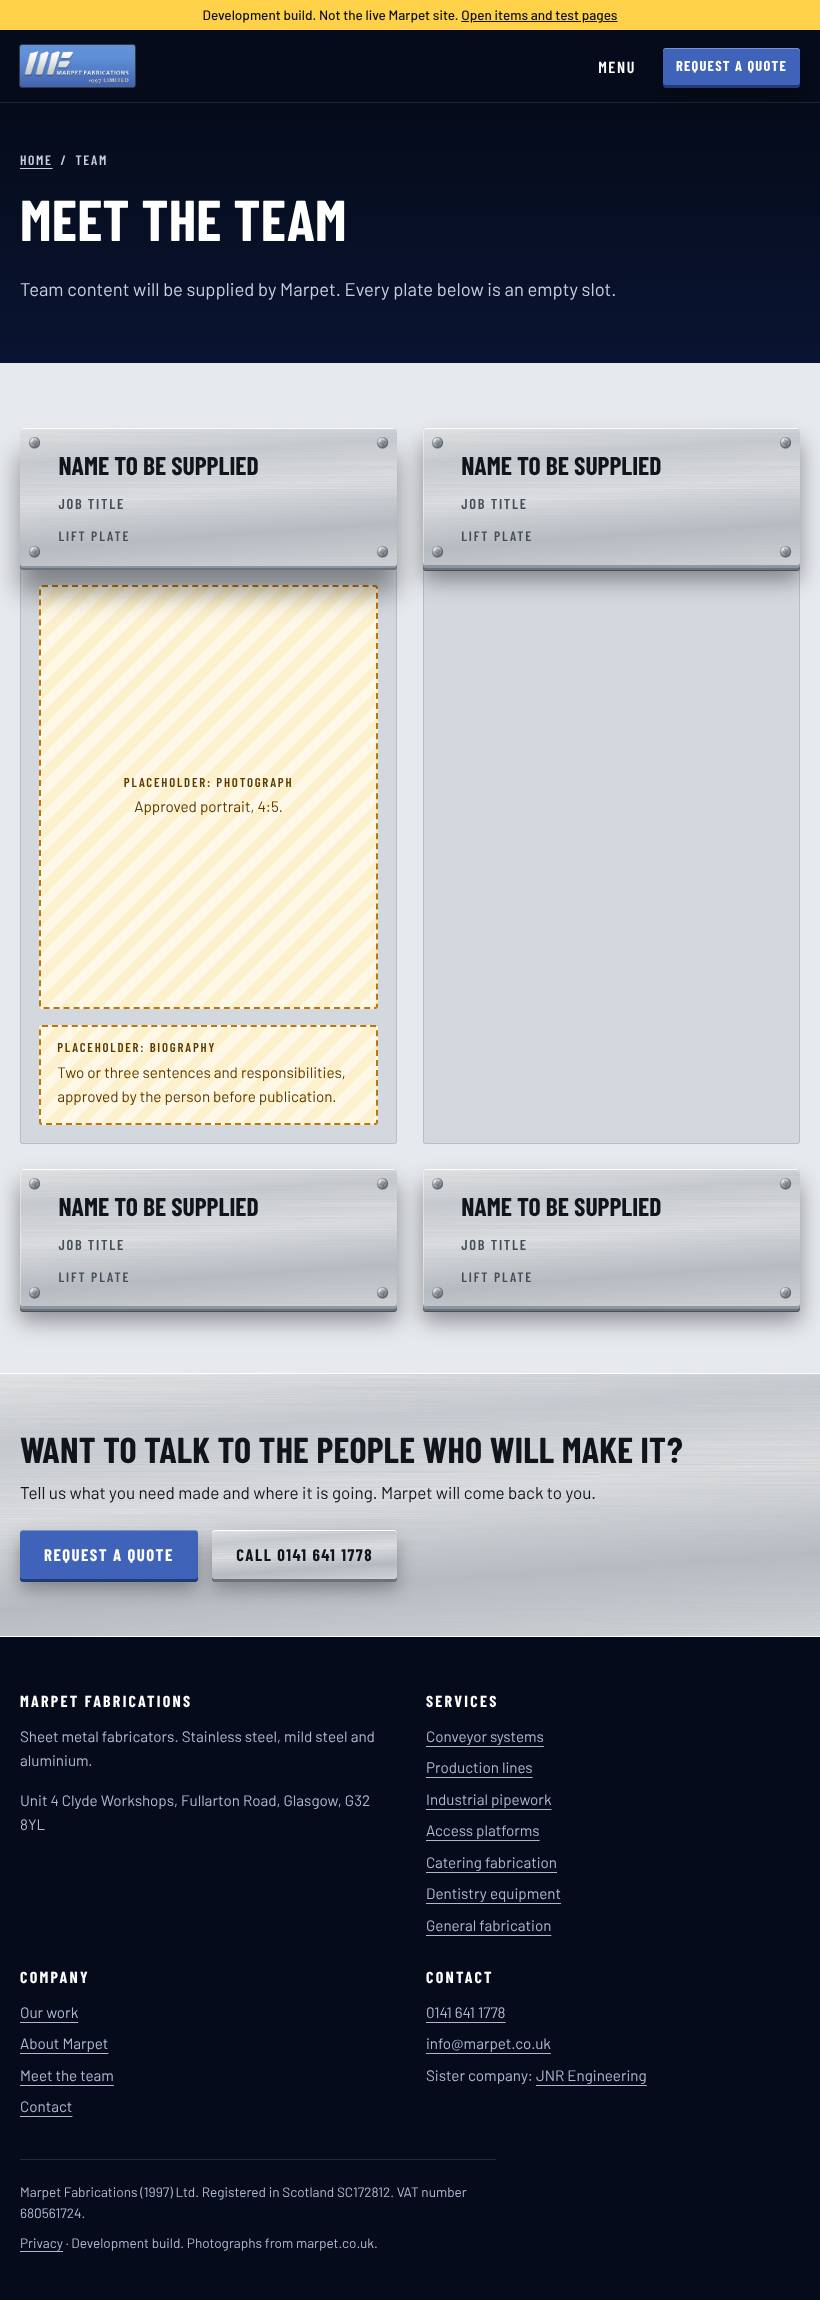 Development build. Not the live Marpet site. Open items and test pages
MF MARPET FABRICATIONS
1997 LIMITED
MENU
REQUEST A QUOTE
HOME / TEAM
MEET THE TEAM
Team content will be supplied by Marpet. Every plate below is an empty slot.
NAME TO BE SUPPLIED
JOB TITLE
LIFT PLATE
NAME TO BE SUPPLIED
JOB TITLE
LIFT PLATE
PLACEHOLDER: PHOTOGRAPH
Approved portrait, 4:5.
PLACEHOLDER: BIOGRAPHY
Two or three sentences and responsibilities,
approved by the person before publication.
NAME TO BE SUPPLIED
JOB TITLE
LIFT PLATE
NAME TO BE SUPPLIED
JOB TITLE
LIFT PLATE
WANT TO TALK TO THE PEOPLE WHO WILL MAKE IT?
Tell us what you need made and where it is going. Marpet will come back to you.
REQUEST A QUOTE
CALL 0141 641 1778
MARPET FABRICATIONS
Sheet metal fabricators. Stainless steel, mild steel and
aluminium.
Unit 4 Clyde Workshops, Fullarton Road, Glasgow, G32
8YL
SERVICES
Conveyor systems
Production lines
Industrial pipework
Access platforms
Catering fabrication
Dentistry equipment
General fabrication
COMPANY
Our work
About Marpet
Meet the team
Contact
CONTACT
0141 641 1778
info@marpet.co.uk
Sister company: JNR Engineering
Marpet Fabrications (1997) Ltd. Registered in Scotland SC172812. VAT number
680561724.
Privacy · Development build. Photographs from marpet.co.uk.